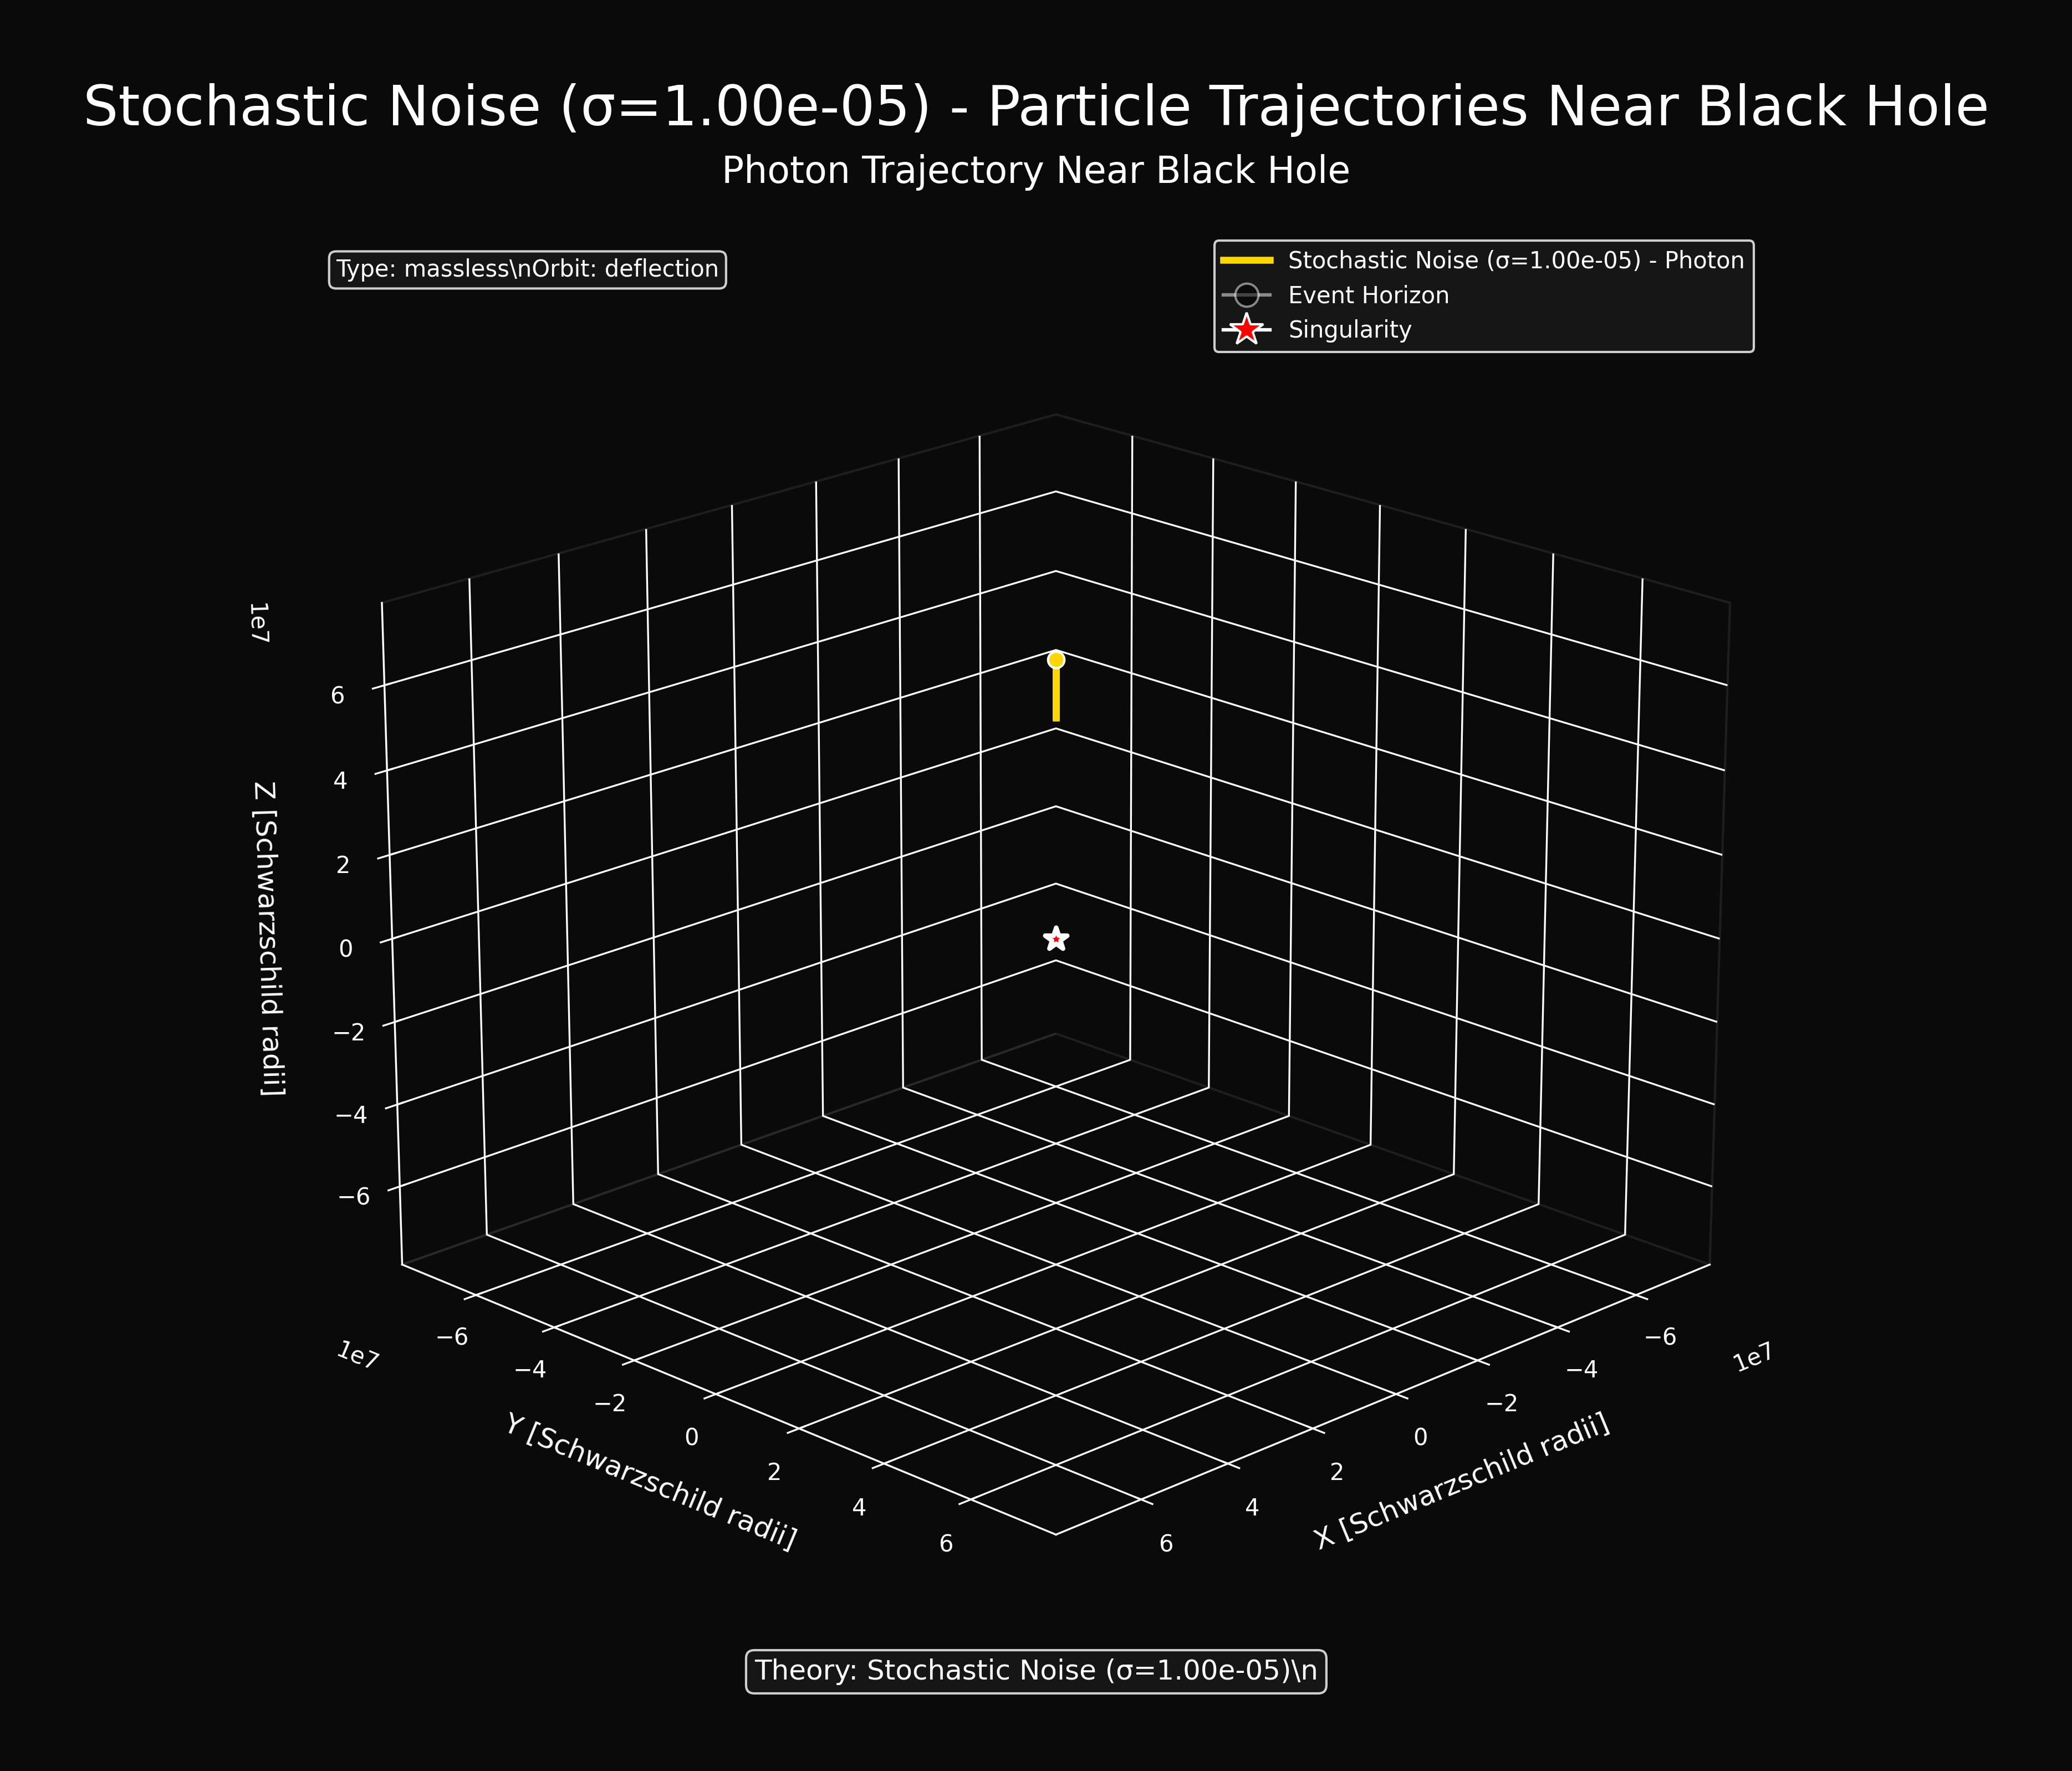 Stochastic Noise (σ=1.00e-05) - Particle Trajectories Near Black Hole
Photon Trajectory Near Black Hole
Type: massless\nOrbit: deflection
Stochastic Noise (σ=1.00e-05) - Photon
Event Horizon
Singularity
1e7
6
4
2
0
−2
−4
−6
Z [Schwarzschild radii]
1e7
−6
−4
−2
0
2
4
6
Y [Schwarzschild radii]
1e7
−6
−4
−2
0
2
4
6
X [Schwarzschild radii]
Theory: Stochastic Noise (σ=1.00e-05)\n